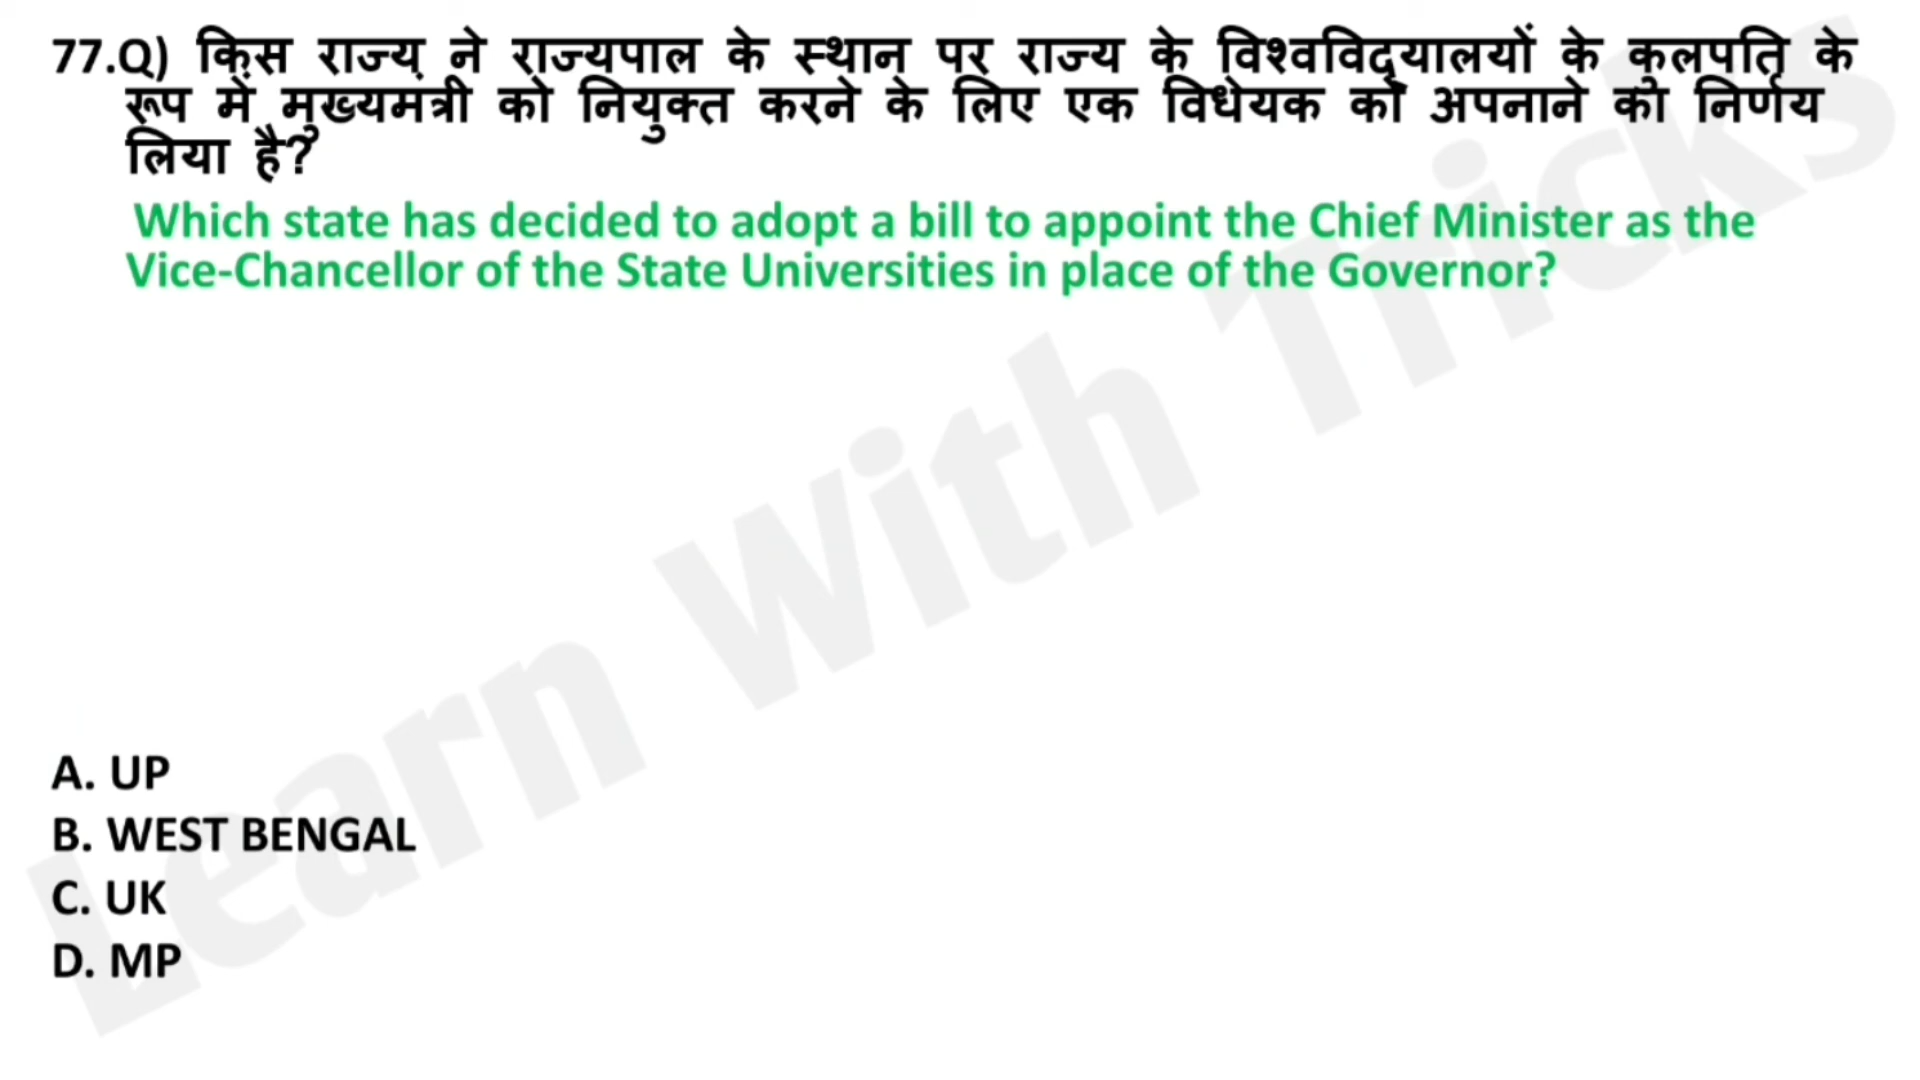 77.Q) किस राज्य ने राज्यपाल के स्थान पर राज्य के विश्वविद्यालयों के कुलपति के
रूप में मुख्यमंत्री को नियुक्त करने के लिए एक विधेयक को अपनाने का निर्णय
लिया है?
Which state has decided to adopt a bill to appoint the Chief Minister as the
Vice-Chancellor of the State Universities in place of the Governor?
Learn With Tricks
A. UP
B. WEST BENGAL
C. UK
D. MP